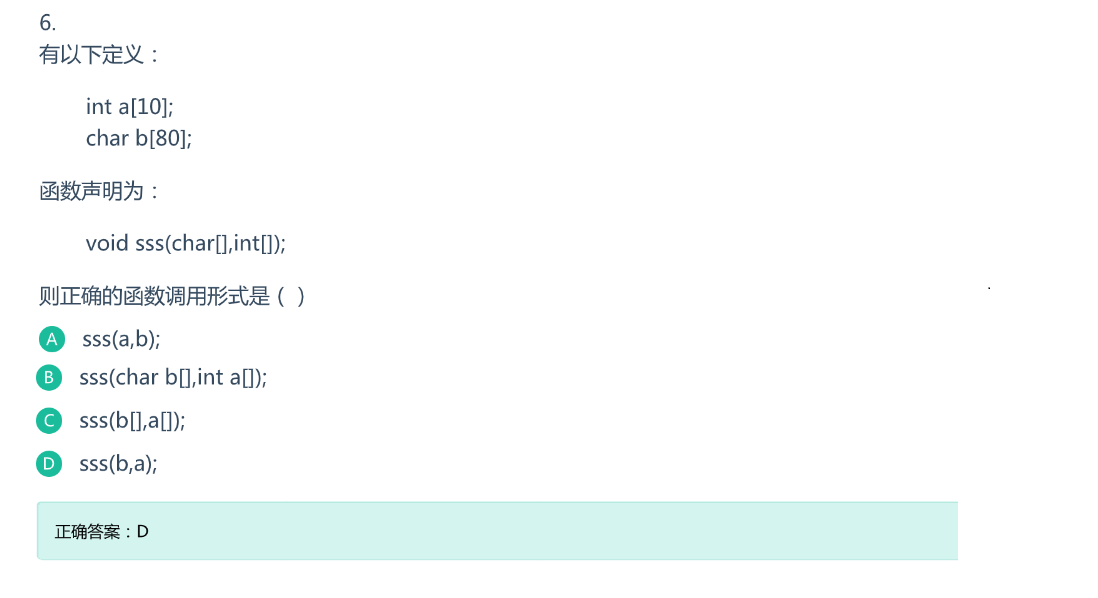 6.
有以下定义：
int a[10];
char b[80];
函数声明为：
void sss(char[],int[]);
则正确的函数调用形式是（ ）
A sss(a,b);
B sss(char b[],int a[]);
C sss(b[],a[]);
D sss(b,a);
正确答案：D